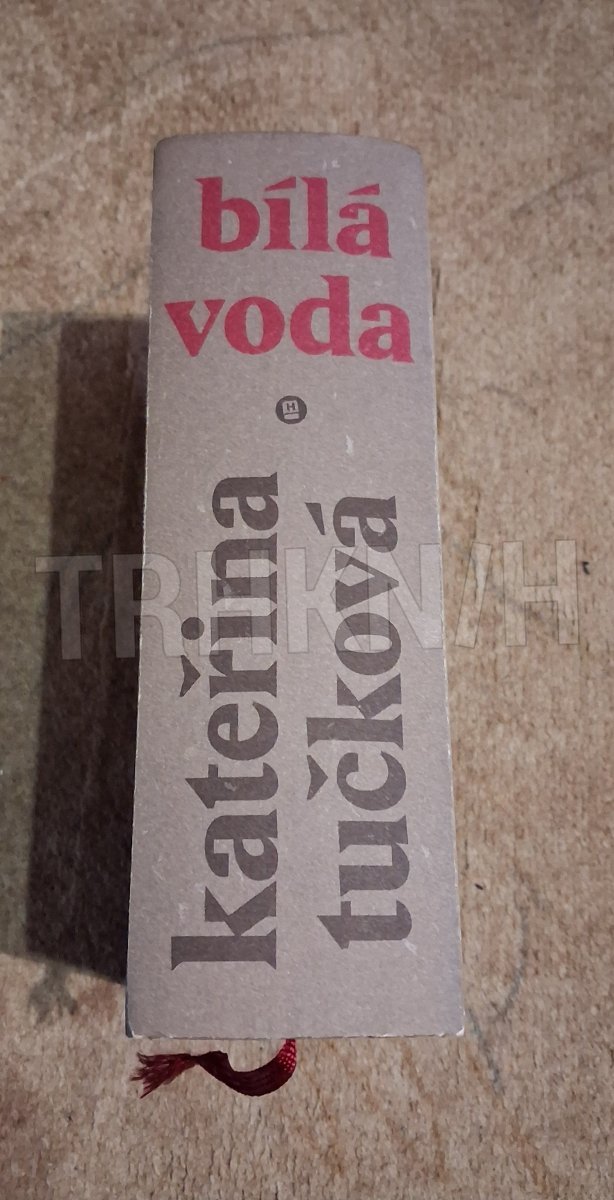 bílá
voda
H
kateřina
tučková
TREKNIH